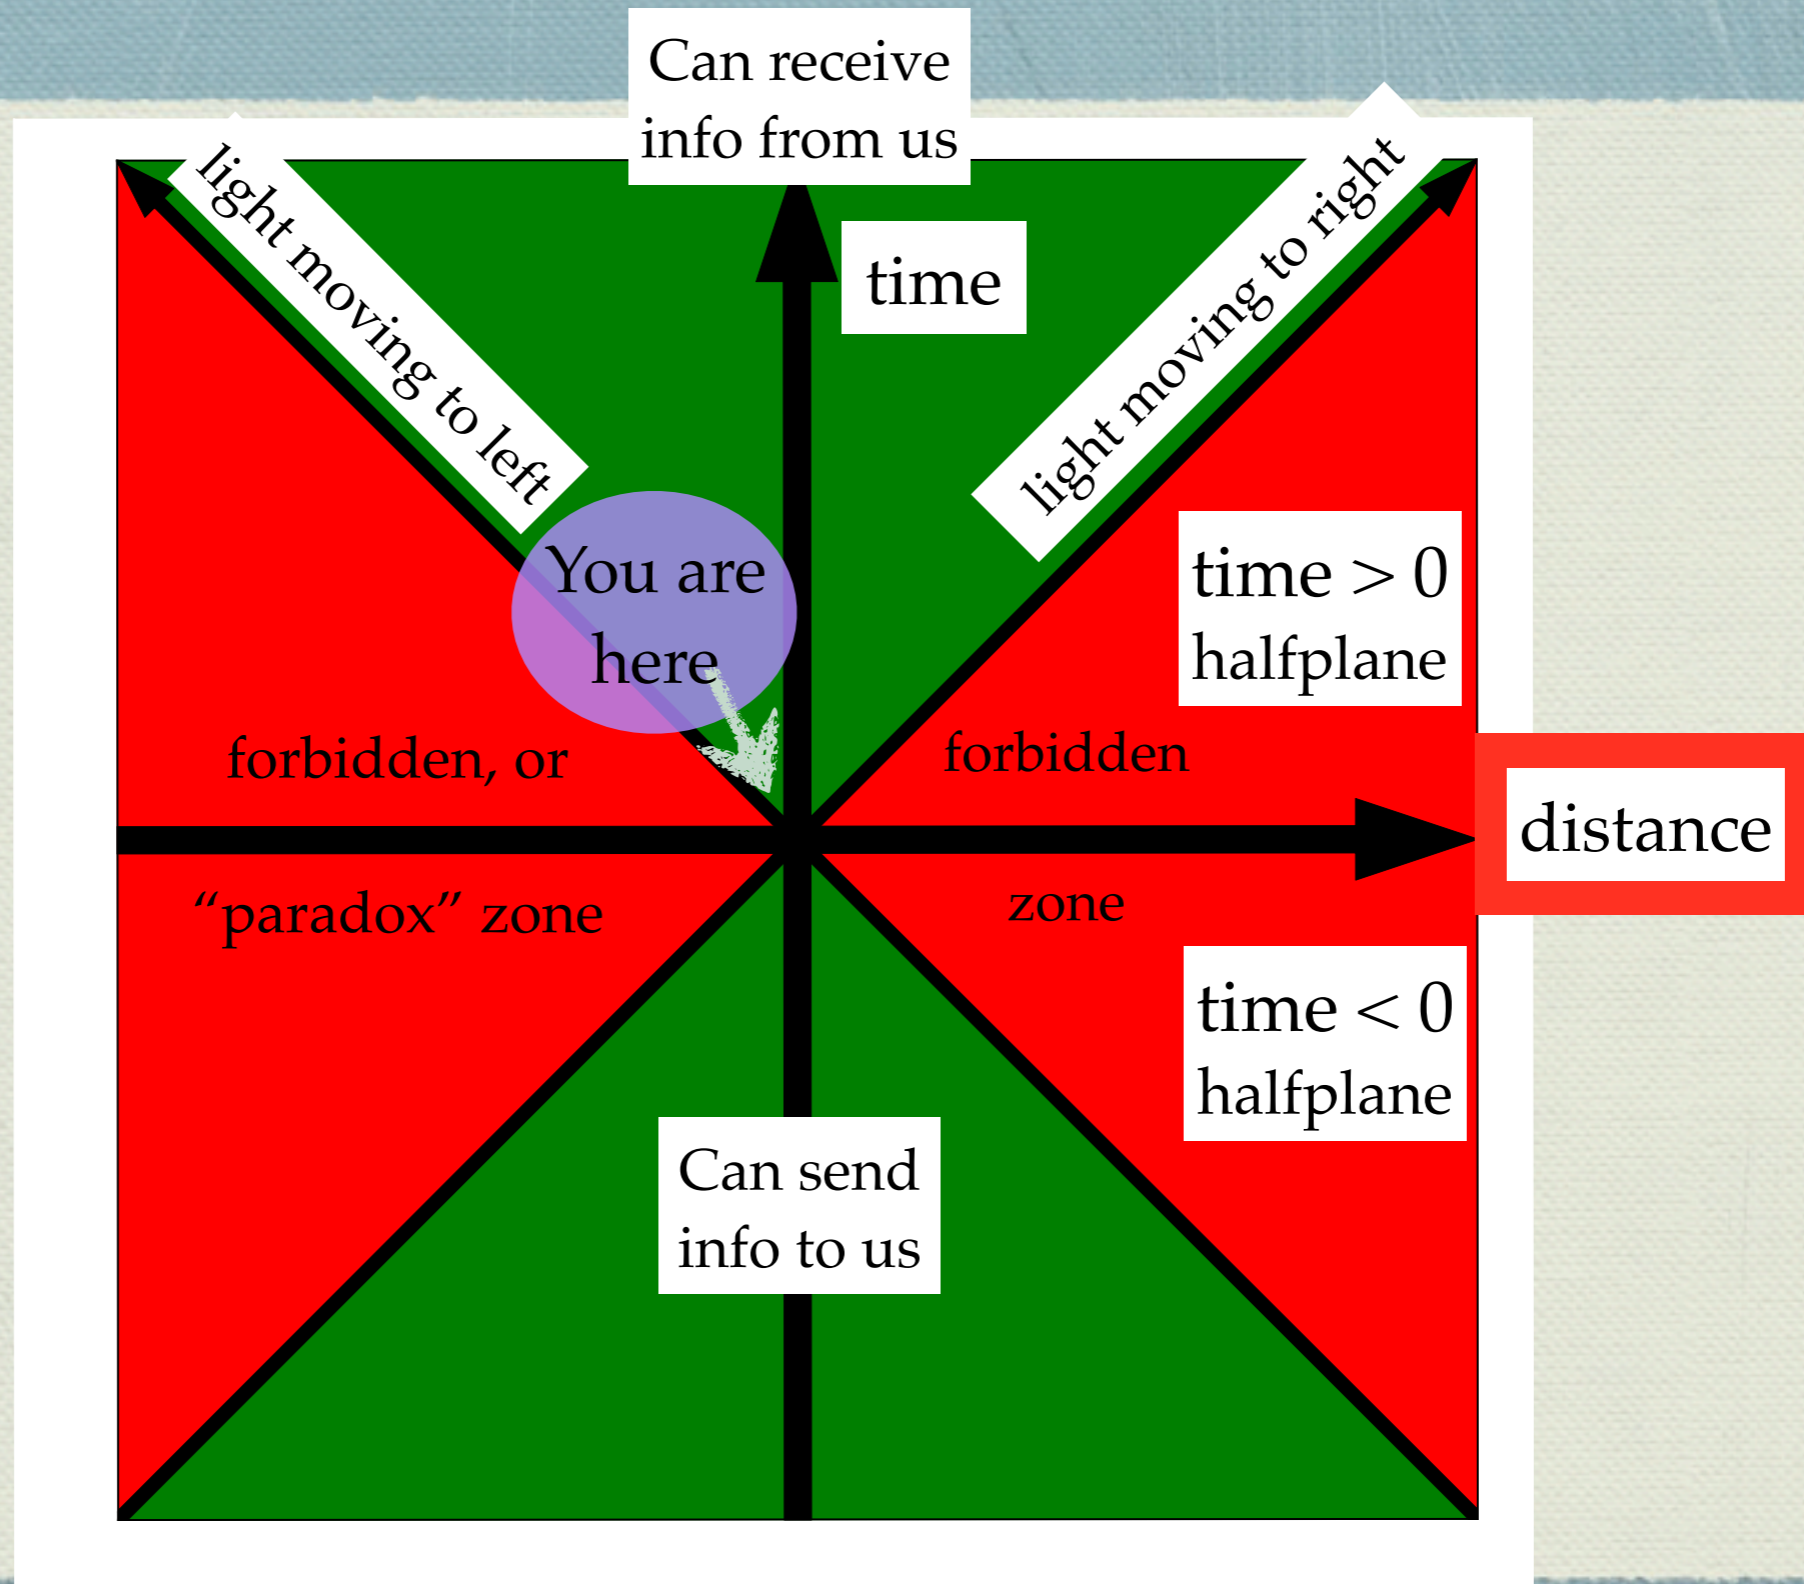 Can receive
info from us
light moving to left
time
light moving to right
You are
here
time > 0
halfplane
forbidden, or
forbidden
distance
“paradox” zone
zone
time < 0
halfplane
Can send
info to us